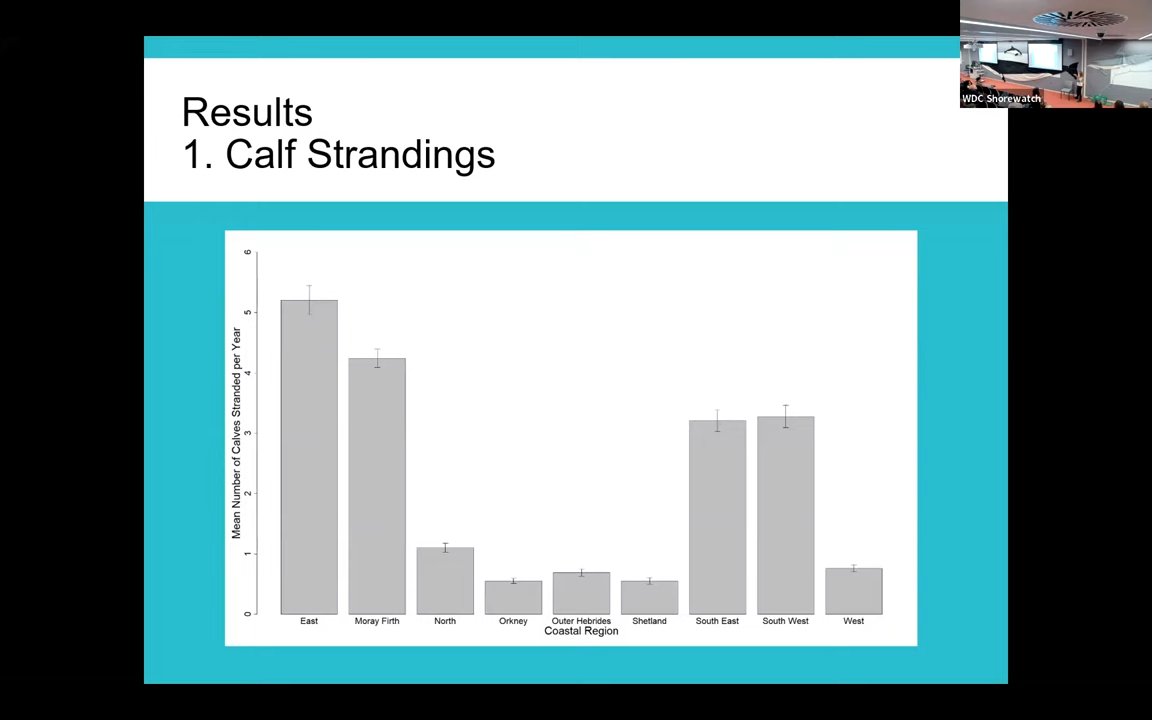 WDC Shorewatch
Results
1. Calf Strandings
Mean Number of Calves Stranded per Year
6
5
4
3
2
1
0
East
Moray Firth
North
Orkney
Outer Hebrides
Shetland
South East
South West
West
Coastal Region